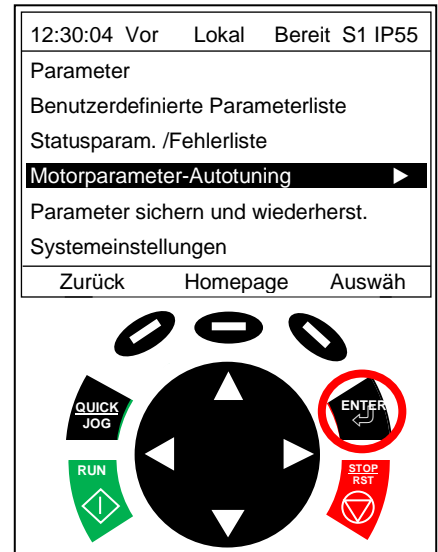 12:30:04 Vor Lokal Bereit S1 IP55
Parameter
Benutzerdefinierte Parameterliste
Statusparam. /Fehlerliste
Motorparameter-Autotuning
Parameter sichern und wiederherst.
Systemeinstellungen
Zurück Homepage Auswäh
QUICK
JOG
ENTER
RUN
STOP
RST